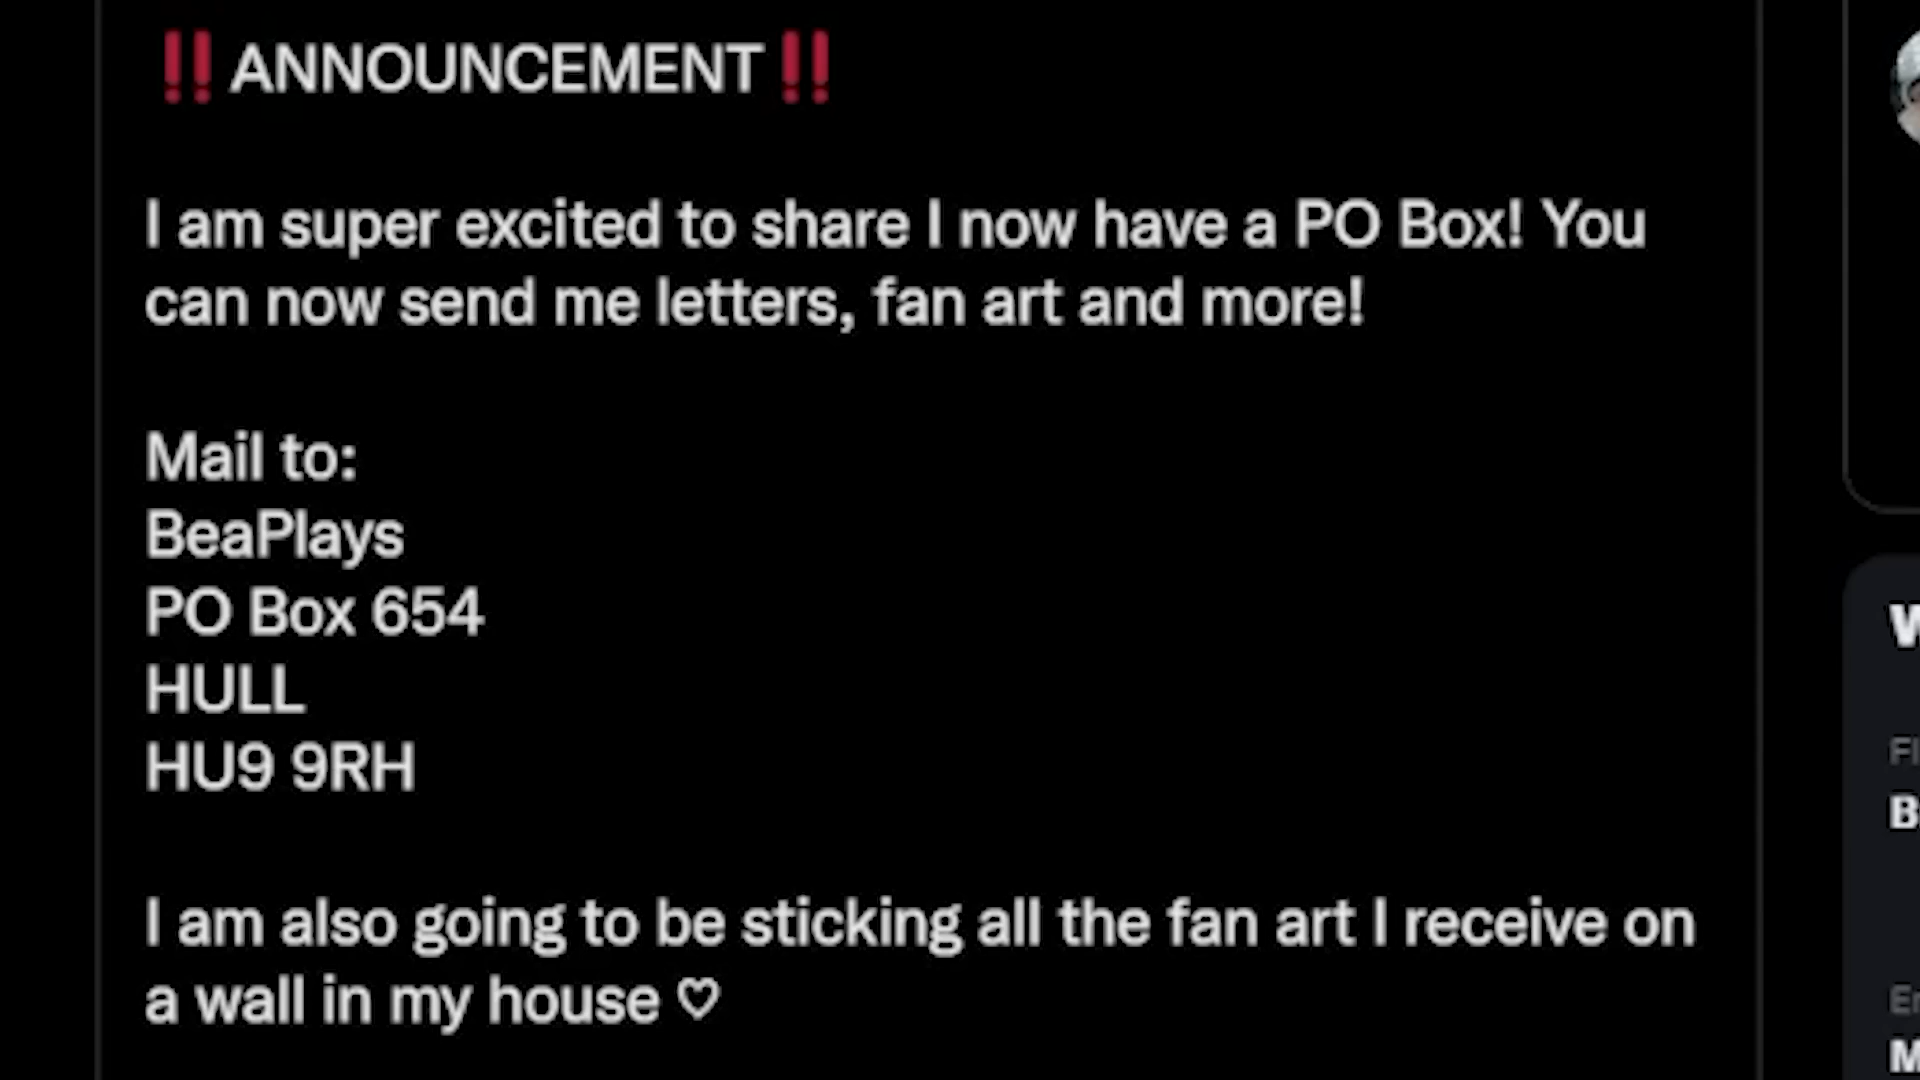 ‼️ANNOUNCEMENT‼️
I am super excited to share I now have a PO Box! You
can now send me letters, fan art and more!
Mail to:
BeaPlays
PO Box 654
HULL
HU9 9RH
I am also going to be sticking all the fan art I receive on
a wall in my house ♡